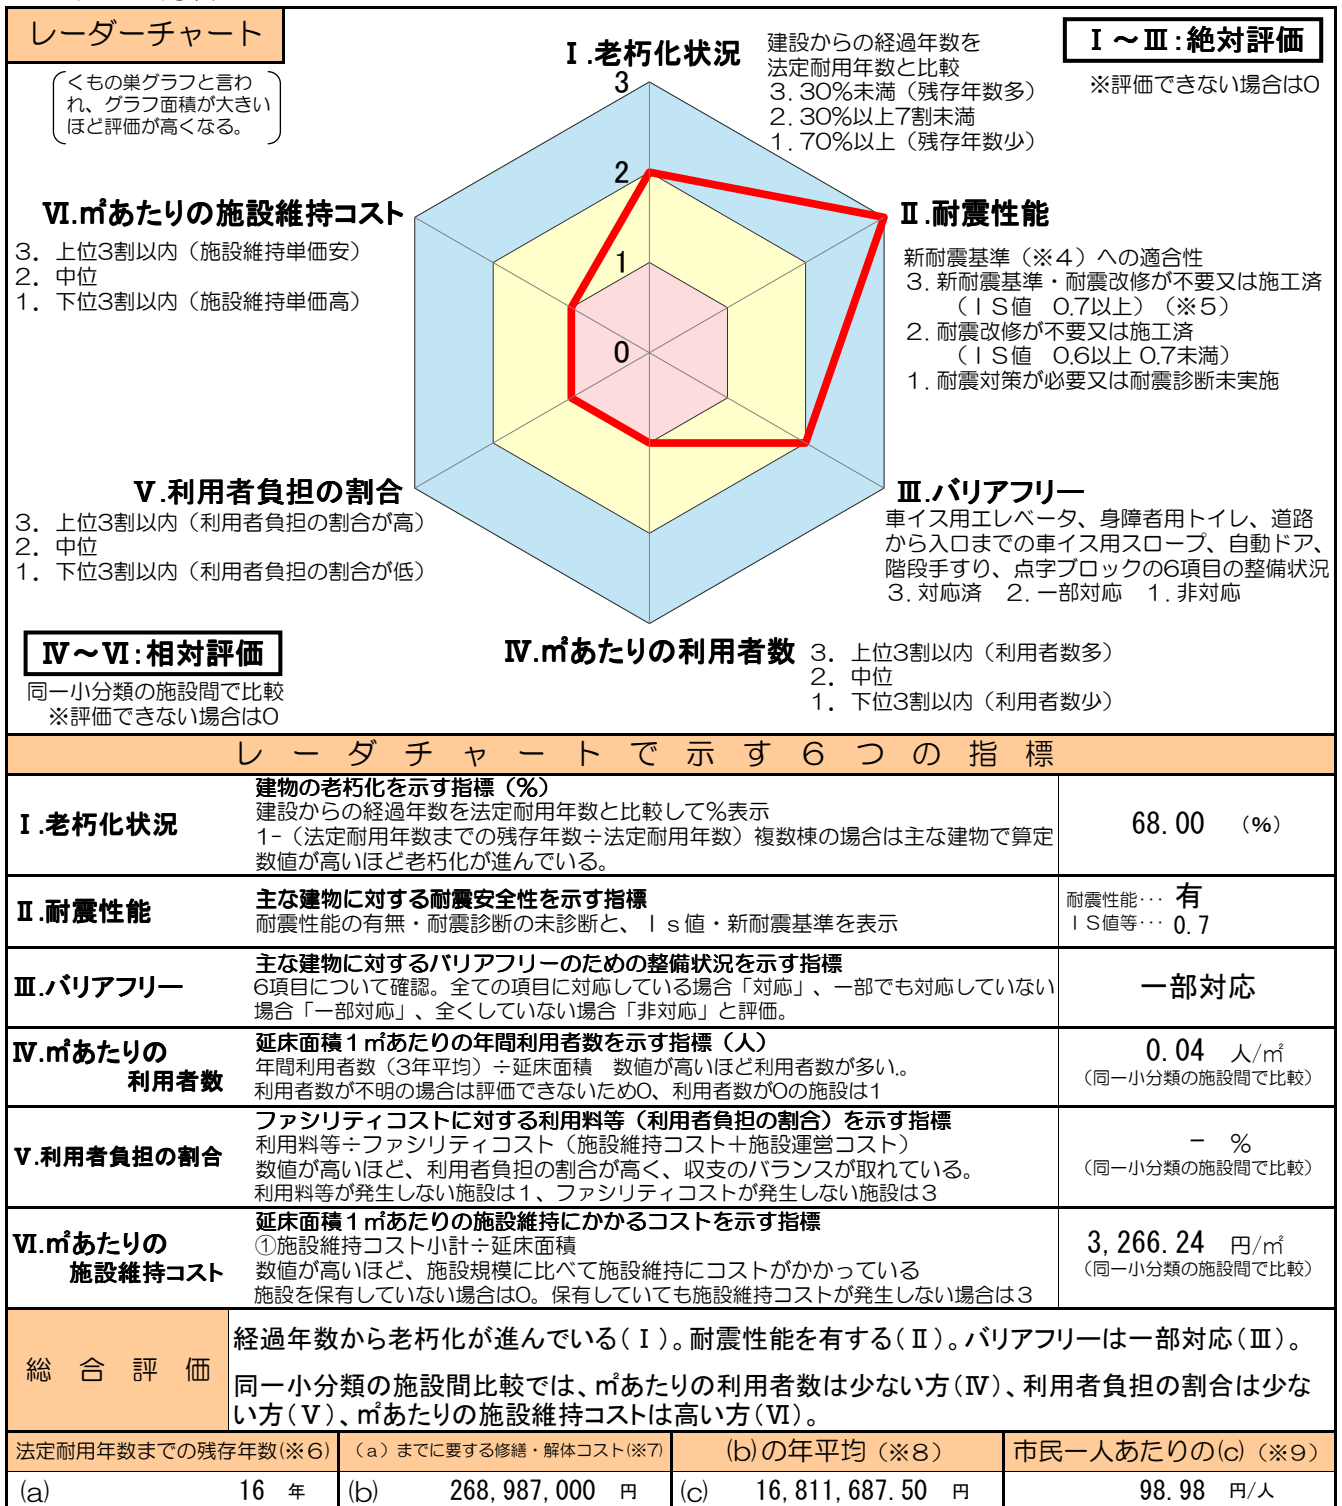 レーダーチャート
くもの巣グラフと言わ
れ、グラフ面積が大きい
ほど評価が高くなる。
Ⅰ～Ⅲ：絶対評価
※評価できない場合は0
Ⅰ.老朽化状況
建設からの経過年数を
法定耐用年数と比較
3. 30％未満（残存年数多）
2. 30％以上7割未満
1. 70％以上（残存年数少）
3
2
1
0
Ⅵ.㎡あたりの施設維持コスト
3. 上位3割以内（施設維持単価安）
2. 中位
1. 下位3割以内（施設維持単価高）
Ⅱ.耐震性能
新耐震基準（※４）への適合性
3. 新耐震基準・耐震改修が不要又は施工済
（ＩＳ値　0.7以上）（※５）
2. 耐震改修が不要又は施工済
（ＩＳ値　0.6以上 0.7未満）
1. 耐震対策が必要又は耐震診断未実施
Ⅴ.利用者負担の割合
3. 上位3割以内（利用者負担の割合が高）
2. 中位
1. 下位3割以内（利用者負担の割合が低）
Ⅲ.バリアフリー
車イス用エレベータ、身障者用トイレ、道路
から入口までの車イス用スロープ、自動ドア、
階段手すり、点字ブロックの6項目の整備状況
3. 対応済　2. 一部対応　1. 非対応
Ⅳ～Ⅵ：相対評価
同一小分類の施設間で比較
※評価できない場合は0
Ⅳ.㎡あたりの利用者数
3. 上位3割以内（利用者数多）
2. 中位
1. 下位3割以内（利用者数少）
レーダチャートで示す６つの指標
Ⅰ.老朽化状況
建物の老朽化を示す指標（％）
建設からの経過年数を法定耐用年数と比較して％表示
1-（法定耐用年数までの残存年数÷法定耐用年数）複数棟の場合は主な建物で算定
数値が高いほど老朽化が進んでいる。
68.00　（％）
Ⅱ.耐震性能
主な建物に対する耐震安全性を示す指標
耐震性能の有無・耐震診断の未診断と、Ｉｓ値・新耐震基準を表示
耐震性能… 有
ＩＳ値等… 0.7
Ⅲ.バリアフリー
主な建物に対するバリアフリーのための整備状況を示す指標
6項目について確認。全ての項目に対応している場合「対応」、一部でも対応していない
場合「一部対応」、全くしていない場合「非対応」と評価。
一部対応
Ⅳ.㎡あたりの
利用者数
延床面積１㎡あたりの年間利用者数を示す指標（人）
年間利用者数（3年平均）÷延床面積　数値が高いほど利用者数が多い。
利用者数が不明の場合は評価できないため0、利用者数が0の施設は1
0.04　人/㎡
（同一小分類の施設間で比較）
Ⅴ.利用者負担の割合
ファシリティコストに対する利用料等（利用者負担の割合）を示す指標
利用料等÷ファシリティコスト（施設維持コスト＋施設運営コスト）
数値が高いほど、利用者負担の割合が高く、収支のバランスが取れている。
利用料等が発生しない施設は１、ファシリティコストが発生しない施設は３
－　％
（同一小分類の施設間で比較）
Ⅵ.㎡あたりの
施設維持コスト
延床面積１㎡あたりの施設維持にかかるコストを示す指標
①施設維持コスト小計÷延床面積
数値が高いほど、施設規模に比べて施設維持にコストがかかっている
施設を保有していない場合は0。保有していても施設維持コストが発生しない場合は３
3,266.24　円/㎡
（同一小分類の施設間で比較）
総合評価
経過年数から老朽化が進んでいる（Ⅰ）。耐震性能を有する（Ⅱ）。バリアフリーは一部対応（Ⅲ）。
同一小分類の施設間比較では、㎡あたりの利用者数は少ない方（Ⅳ）、利用者負担の割合は少な
い方（Ⅴ）、㎡あたりの施設維持コストは高い方（Ⅵ）。
法定耐用年数までの残存年数(※６)　（a）までに要する修繕・解体コスト(※7)　(b)の年平均（※８）　市民一人あたりの(c)（※９）
(a)　16　年　(b)　268,987,000　円　(c)　16,811,687.50　円　98.98　円/人